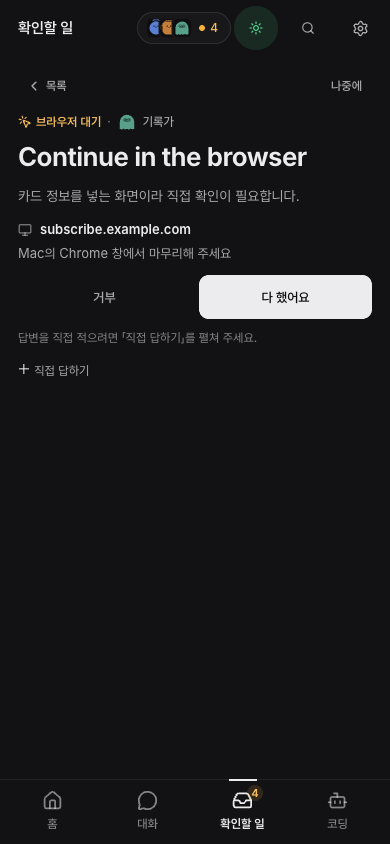 확인할 일
4
목록
나중에
브라우저 대기 · 기록가
Continue in the browser
카드 정보를 넣는 화면이라 직접 확인이 필요합니다.
subscribe.example.com
Mac의 Chrome 창에서 마무리해 주세요
거부
다 했어요
답변을 직접 적으려면 「직접 답하기」를 펼쳐 주세요.
직접 답하기
4
홈
대화
확인할 일
코딩